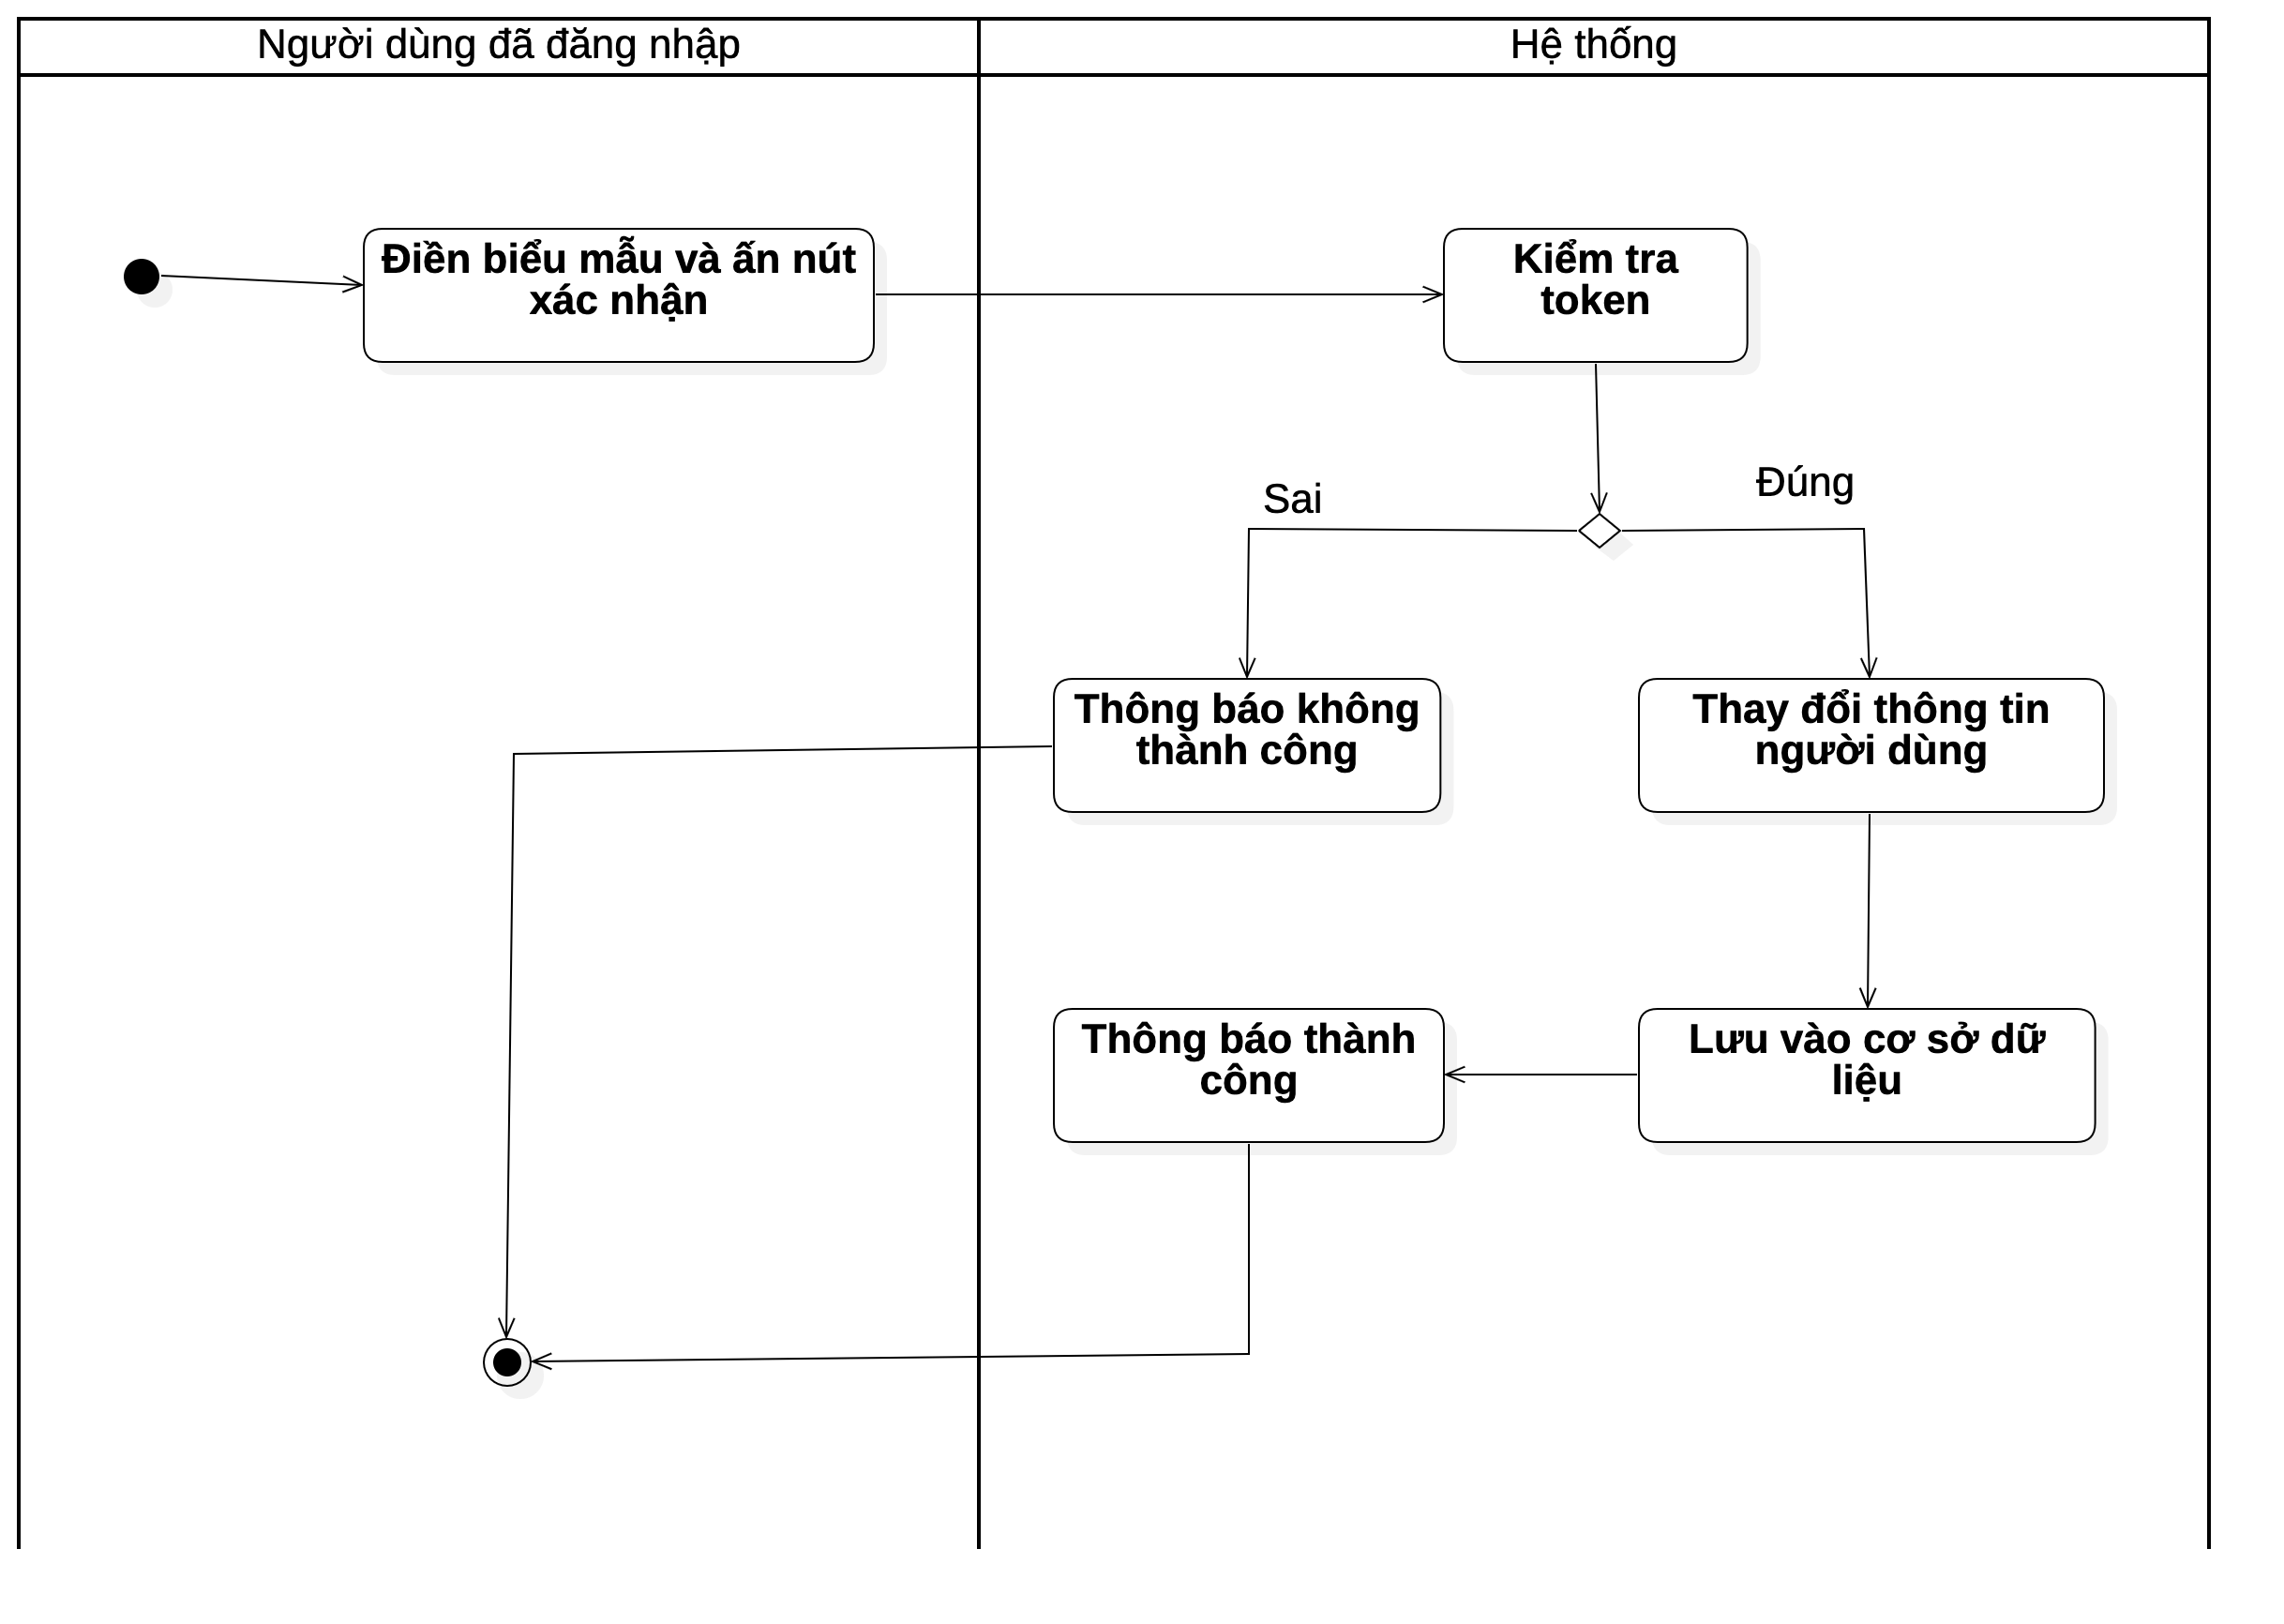 Người dùng đã đăng nhập
Hệ thống
Điền biểu mẫu và ấn nút
xác nhận
Kiểm tra
token
Sai
Đúng
Thông báo không
thành công
Thay đổi thông tin
người dùng
Thông báo thành
công
Lưu vào cơ sở dữ
liệu